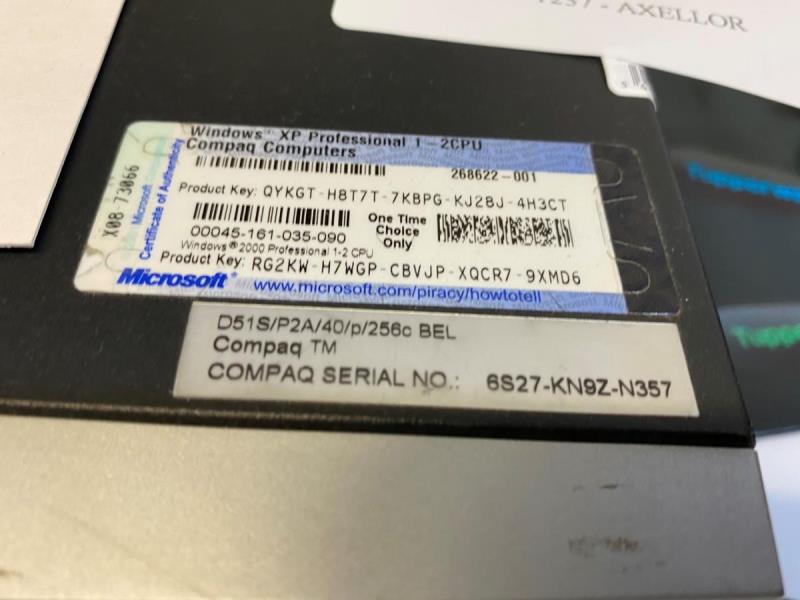 - AXELLOR
Windows® XP Professional 1 - 2CPU
Compaq Computers
268622-001
Product Key: QYKGT-H8T7T-7KBPG-KJ28J-4H3CT
00045-161-035-090
One Time
Choice
Only
Windows® 2000 Professional 1-2 CPU
Product Key: RG2KW-H7WGP-CBVJP-XQCR7-9XMD6
Microsoft® www.microsoft.com/piracy/howtotell
X08-73066
Microsoft
Certificate of Authenticity
D51S/P2A/40/p/256c BEL
Compaq TM
COMPAQ SERIAL NO.: 6S27-KN9Z-N357